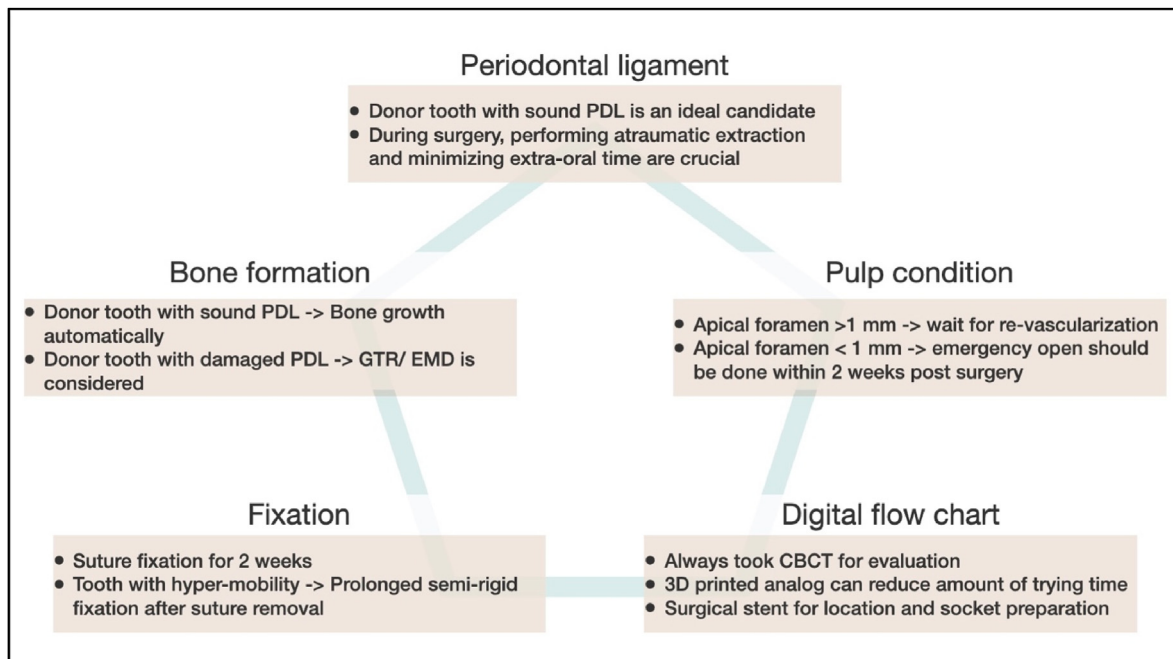 Periodontal ligament
• Donor tooth with sound PDL is an ideal candidate
• During surgery, performing atraumatic extraction
and minimizing extra-oral time are crucial
Bone formation
• Donor tooth with sound PDL -> Bone growth
automatically
• Donor tooth with damaged PDL -> GTR/ EMD is
considered
Pulp condition
• Apical foramen >1 mm -> wait for re-vascularization
• Apical foramen < 1 mm -> emergency open should
be done within 2 weeks post surgery
Fixation
• Suture fixation for 2 weeks
• Tooth with hyper-mobility -> Prolonged semi-rigid
fixation after suture removal
Digital flow chart
• Always took CBCT for evaluation
• 3D printed analog can reduce amount of trying time
• Surgical stent for location and socket preparation